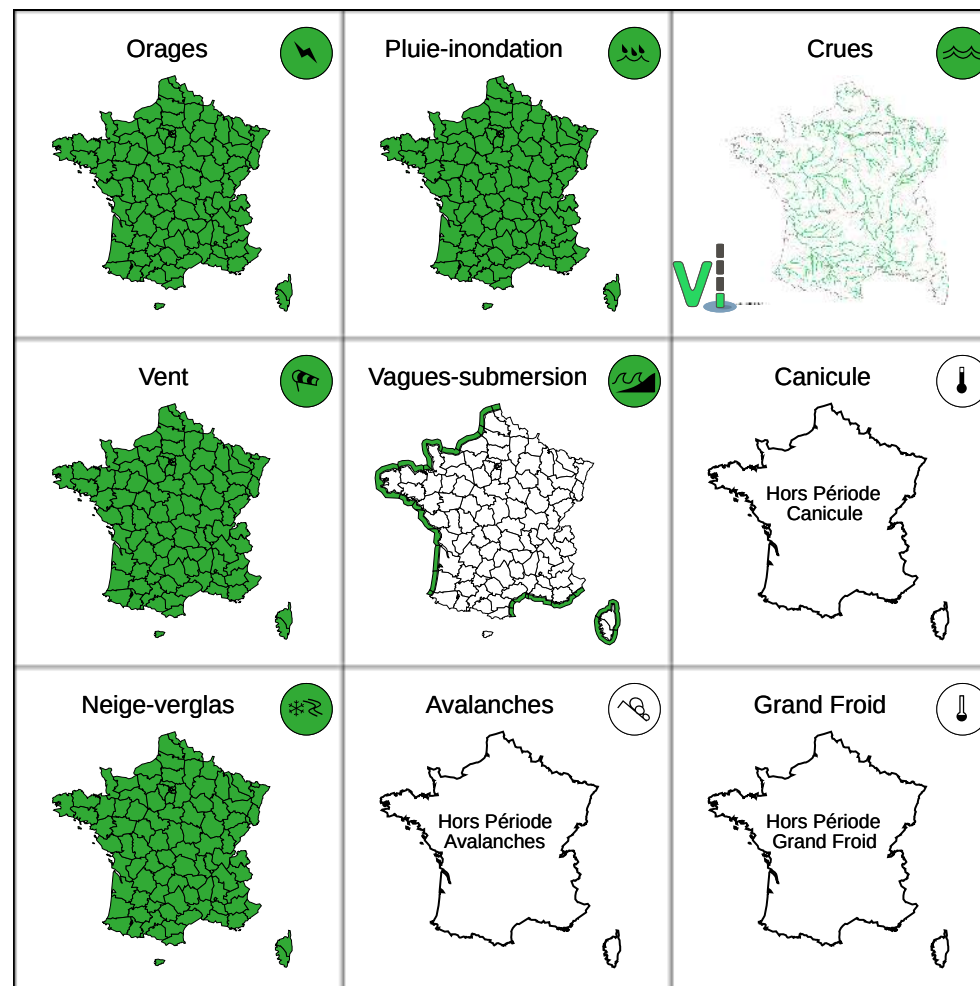 Orages
Pluie-inondation
Crues
Vent
Vagues-submersion
Canicule
Hors Période
Canicule
Neige-verglas
Avalanches
Hors Période
Avalanches
Grand Froid
Hors Période
Grand Froid